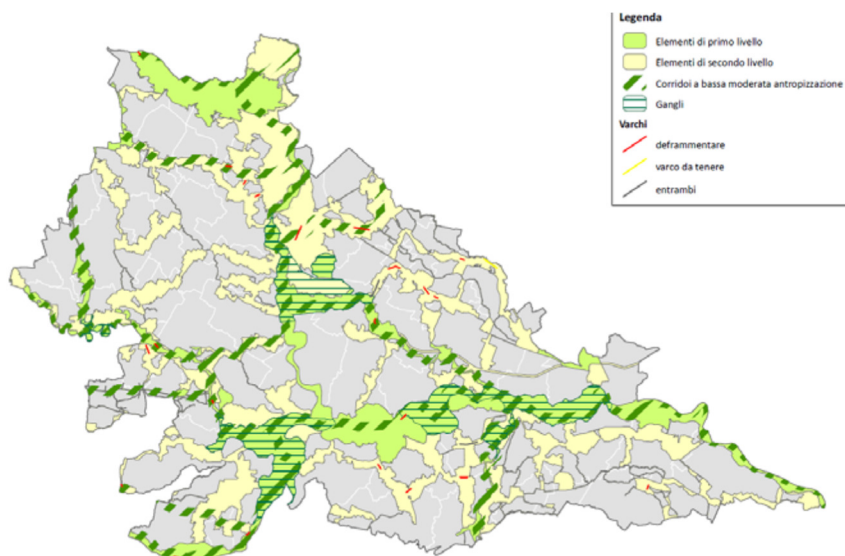 Legenda
Elementi di primo livello
Elementi di secondo livello
Corridoi a bassa moderata antropizzazione
Gangli
Varchi
deframmentare
varco da tenere
entrambi